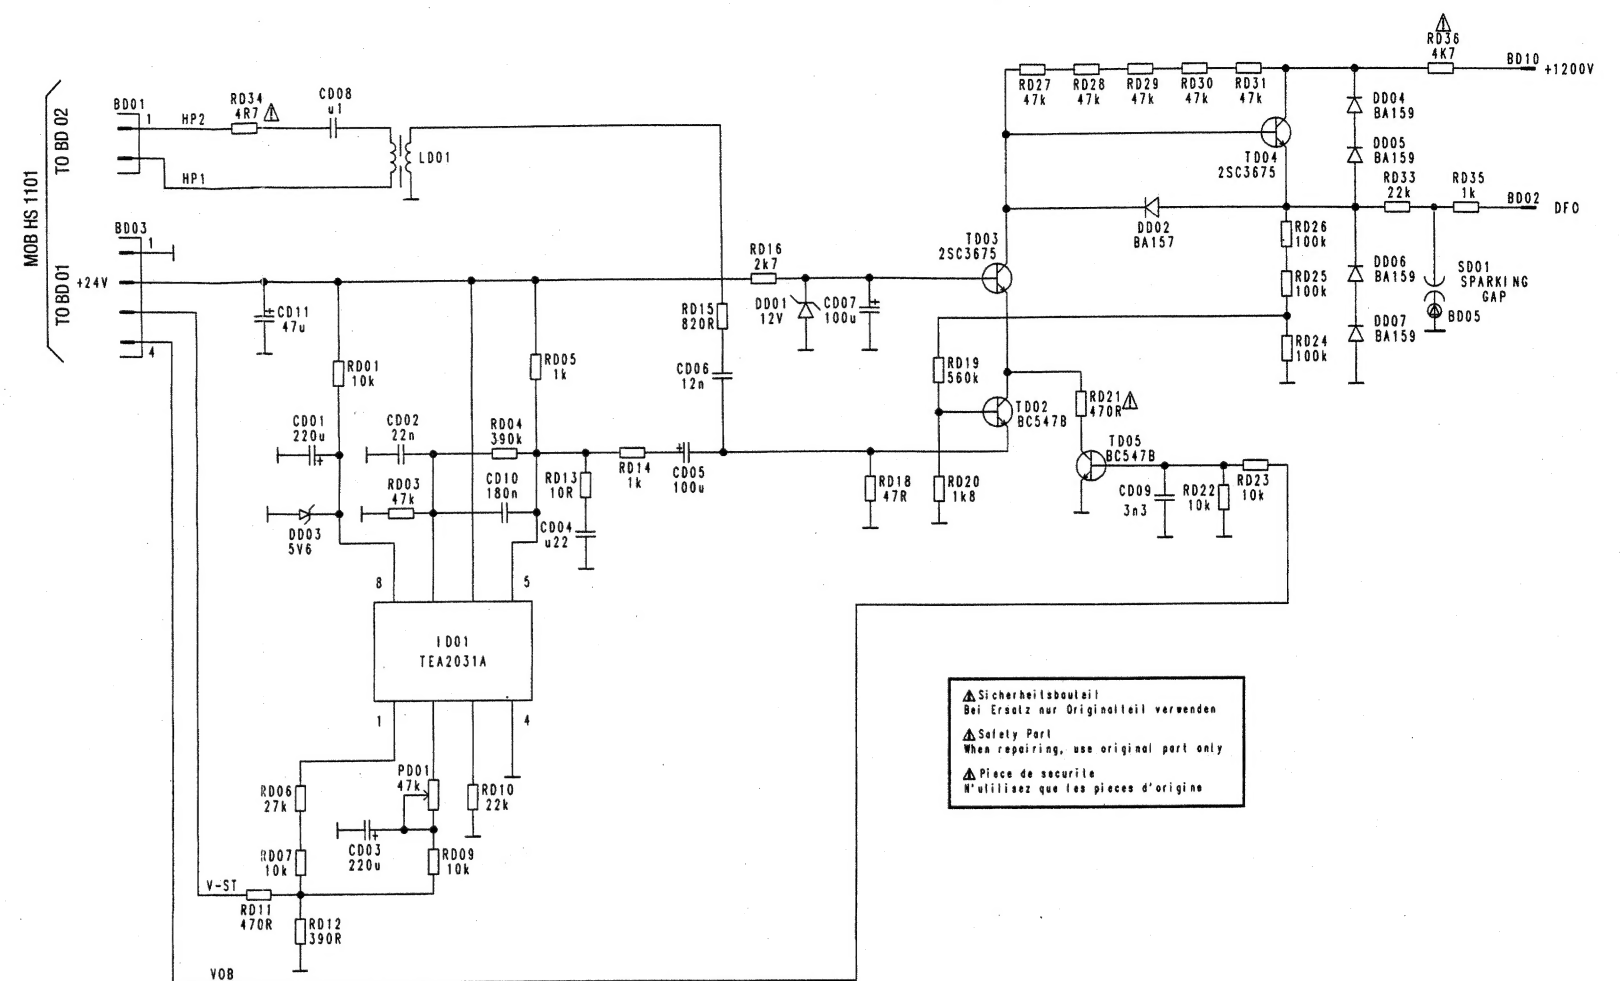 MOB HS 1101
TO BD 02
TO BD 01
BD01
1
HP2
HP1
RD34
4R7
CD08
u1
LD01
BD03
1
+24V
4
CD11
47u
RD01
10k
RD05
1k
CD01
220u
CD02
22n
RD04
390k
RD03
47k
CD10
180n
DD03
5V6
RD13
10R
CD04
u22
RD14
1k
CD05
100u
RD15
820R
CD06
12n
RD16
2k7
DD01
12V
CD07
100u
TD03
2SC3675
RD27
47k
RD28
47k
RD29
47k
RD30
47k
RD31
47k
TD04
2SC3675
DD02
BA157
RD36
4K7
BD10
+1200V
DD04
BA159
DD05
BA159
RD33
22k
RD35
1k
BD02
DFO
RD26
100k
RD25
100k
RD24
100k
DD06
BA159
DD07
BA159
SD01
SPARKING
GAP
BD05
RD19
560k
TD02
BC547B
RD21
470R
TD05
BC547B
RD18
47R
RD20
1k8
CD09
3n3
RD22
10k
RD23
10k
8
5
ID01
TEA2031A
1
4
RD06
27k
RD07
10k
PD01
47k
CD03
220u
RD09
10k
RD10
22k
V-ST
RD11
470R
RD12
390R
VOB
Sicherheitsbauteil
Bei Ersatz nur Originalteil verwenden
Safety Part
When repairing, use original part only
Piece de securite
N'utilisez que les pieces d'origine